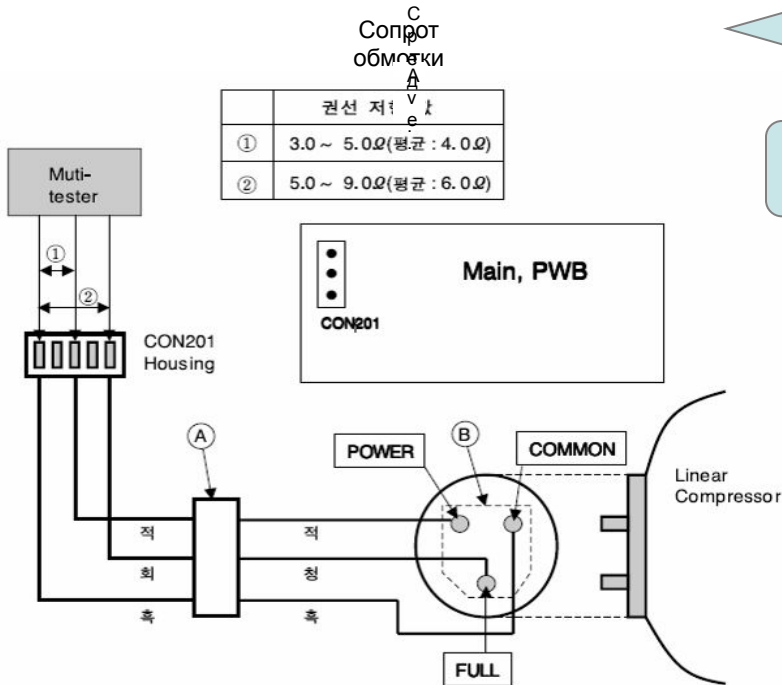 Сопрот
обмотки
Сред
Ave.
권선 저항
① 3.0 ~ 5.0Ω(평균 : 4.0Ω)
② 5.0 ~ 9.0Ω(평균 : 6.0Ω)
Muti-
tester
①
②
CON201
Housing
Main, PWB
CON201
A
POWER
B
COMMON
Linear
Compressor
적 적
회 청
흑 흑
FULL